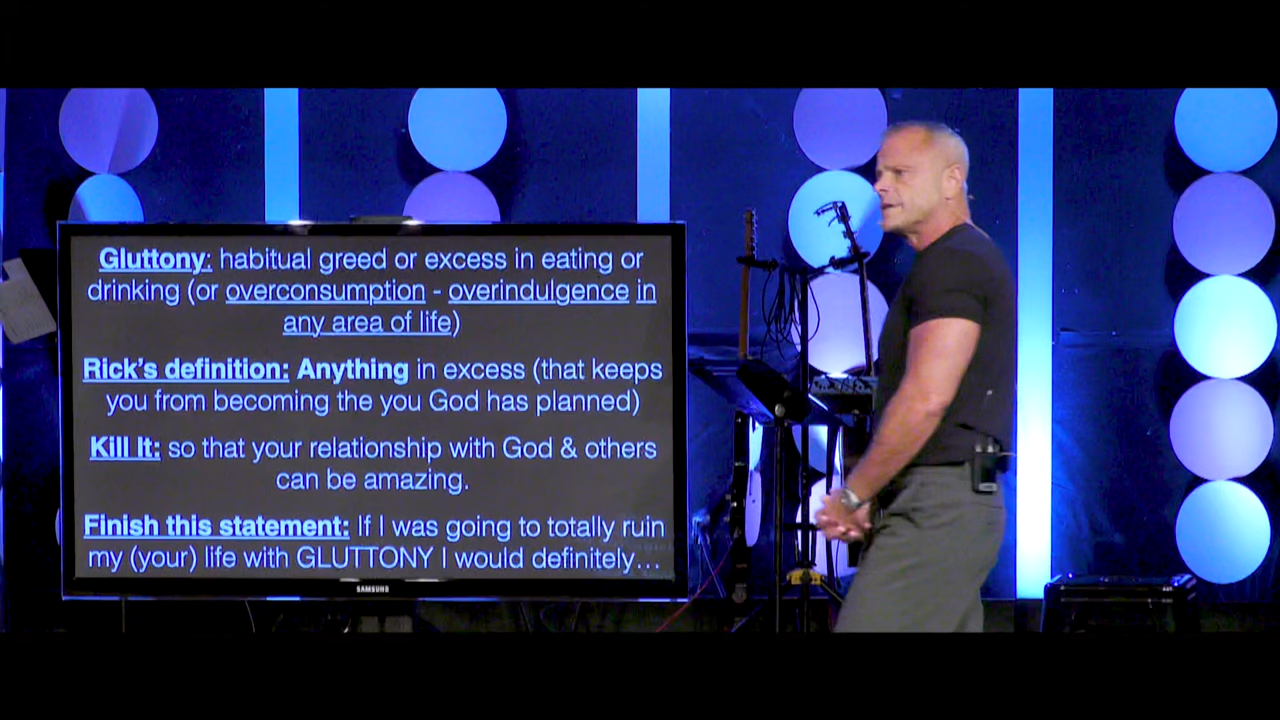 Gluttony: habitual greed or excess in eating or
drinking (or overconsumption - overindulgence in
any area of life)
Rick's definition: Anything in excess (that keeps
you from becoming the you God has planned)
Kill It: so that your relationship with God & others
can be amazing.
Finish this statement: If I was going to totally ruin
my (your) life with GLUTTONY I would definitely…
SAMSUNG